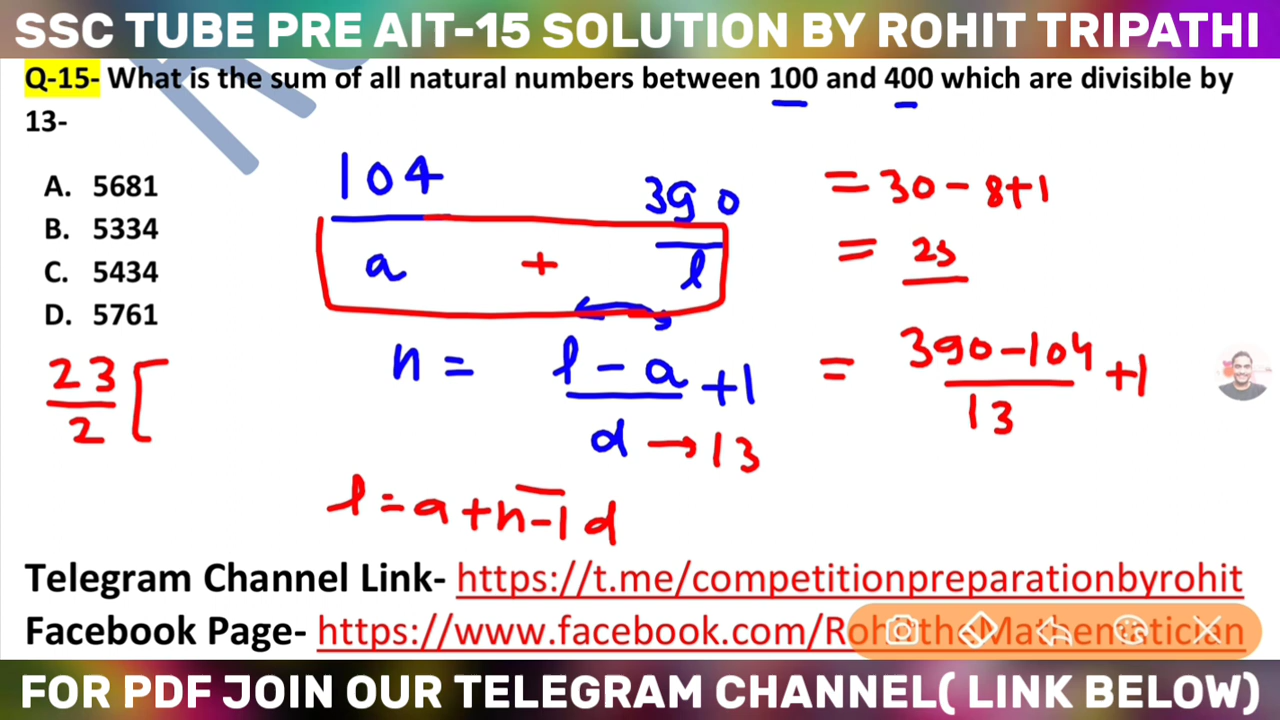 SSC TUBE PRE AIT-15 SOLUTION BY ROHIT TRIPATHI
Q-15- What is the sum of all natural numbers between 100 and 400 which are divisible by
13-
A. 5681
B. 5334
C. 5434
D. 5761
104
390
a + l
n = l - a / d + 1
d → 13
= 30 - 8 + 1
= 23
= 390 - 104 / 13 + 1
23 / 2 [
l = a + n - 1 d
Telegram Channel Link- https://t.me/competitionpreparationbyrohit
Facebook Page- https://www.facebook.com/RohittheMathematician
FOR PDF JOIN OUR TELEGRAM CHANNEL( LINK BELOW)